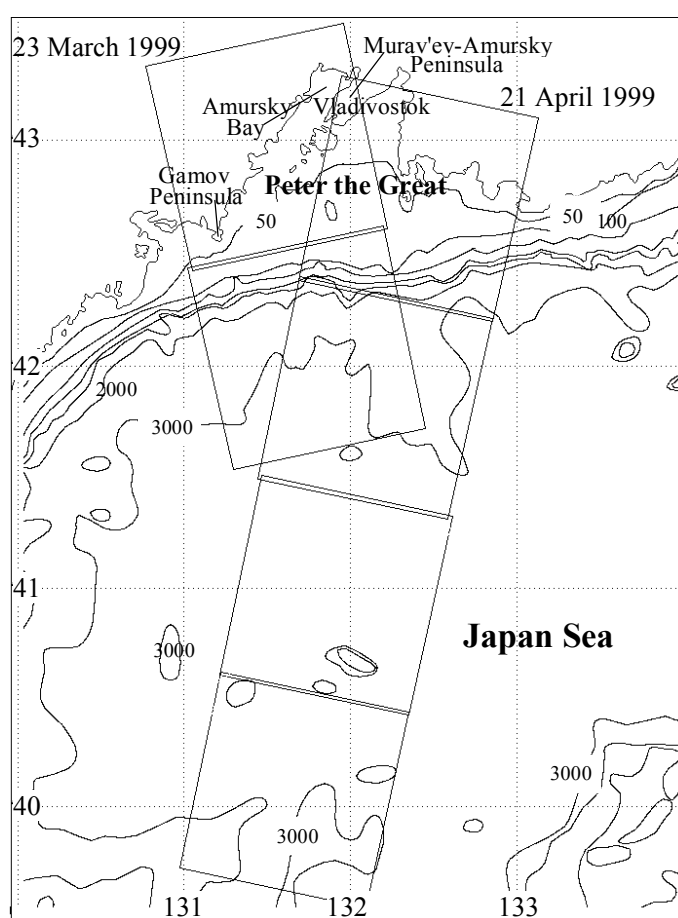 23 March 1999
Murav'ev-Amursky
Peninsula
21 April 1999
Amursky
Bay
Vladivostok
43
Gamov
Peninsula
Peter the Great
50
50
100
42
2000
3000
41
3000
Japan Sea
3000
40
3000
131
132
133